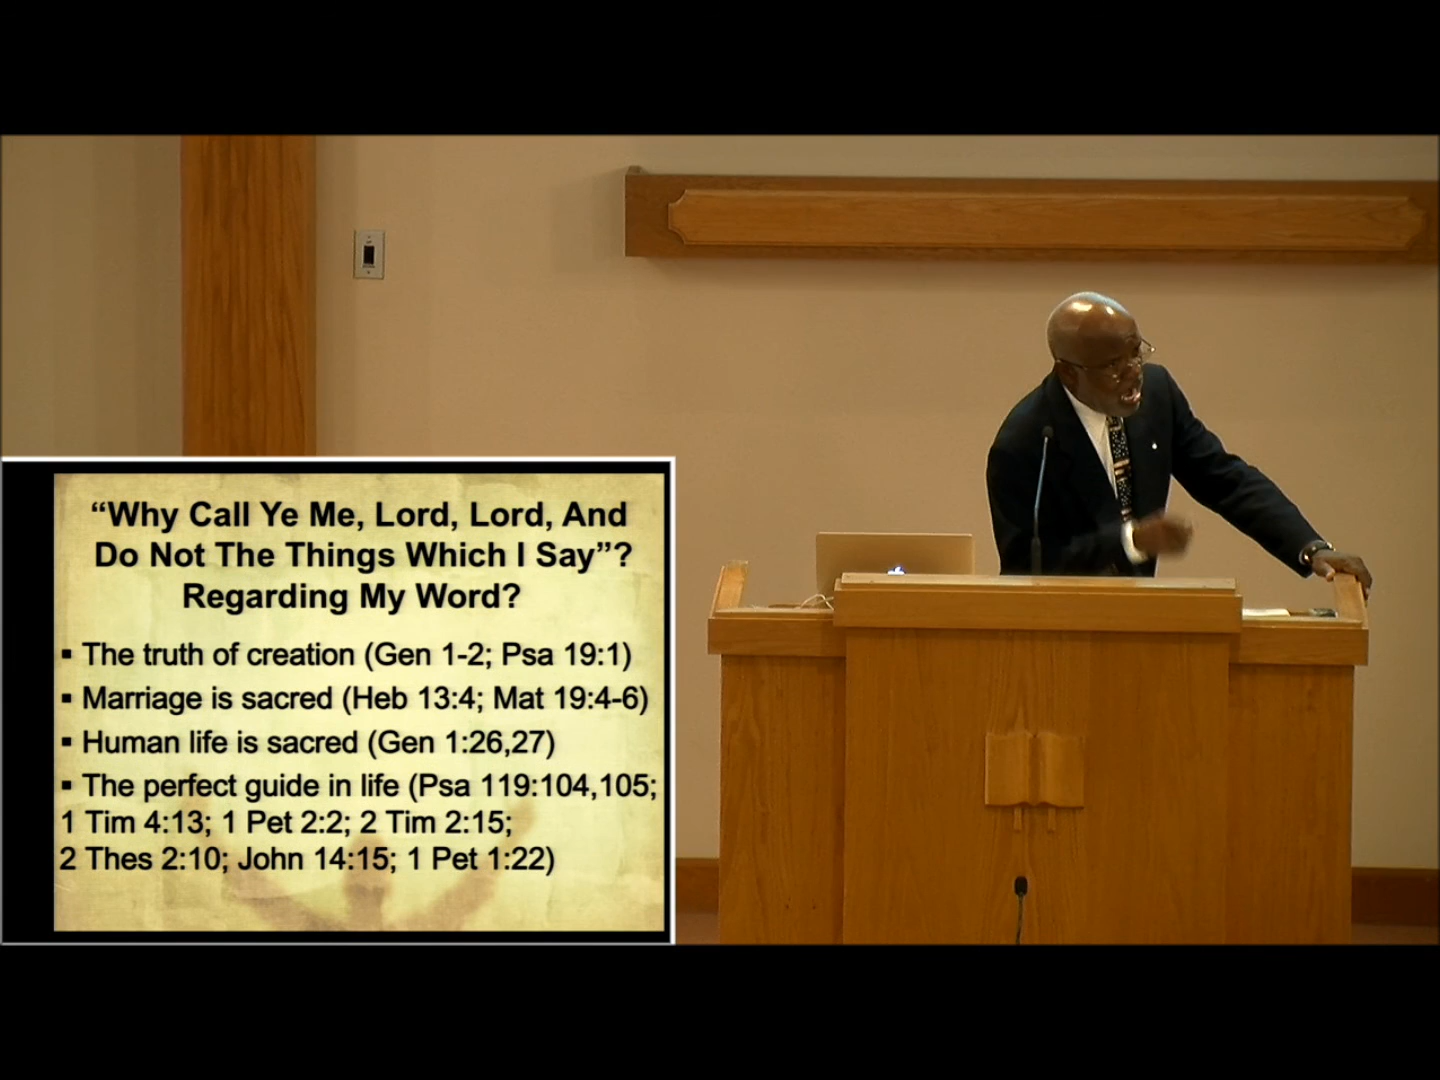 “Why Call Ye Me, Lord, Lord, And
Do Not The Things Which I Say”?
Regarding My Word?
▪ The truth of creation (Gen 1-2; Psa 19:1)
▪ Marriage is sacred (Heb 13:4; Mat 19:4-6)
▪ Human life is sacred (Gen 1:26,27)
▪ The perfect guide in life (Psa 119:104,105;
1 Tim 4:13; 1 Pet 2:2; 2 Tim 2:15;
2 Thes 2:10; John 14:15; 1 Pet 1:22)